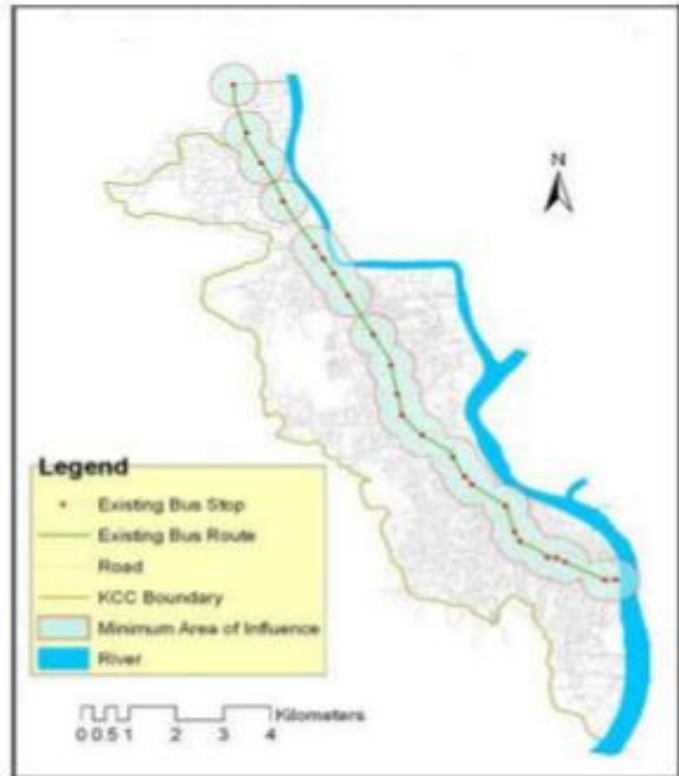 N
Legend
Existing Bus Stop
Existing Bus Route
Road
KCC Boundary
Minimum Area of Influence
River
Kilometers
0 0.5 1 2 3 4